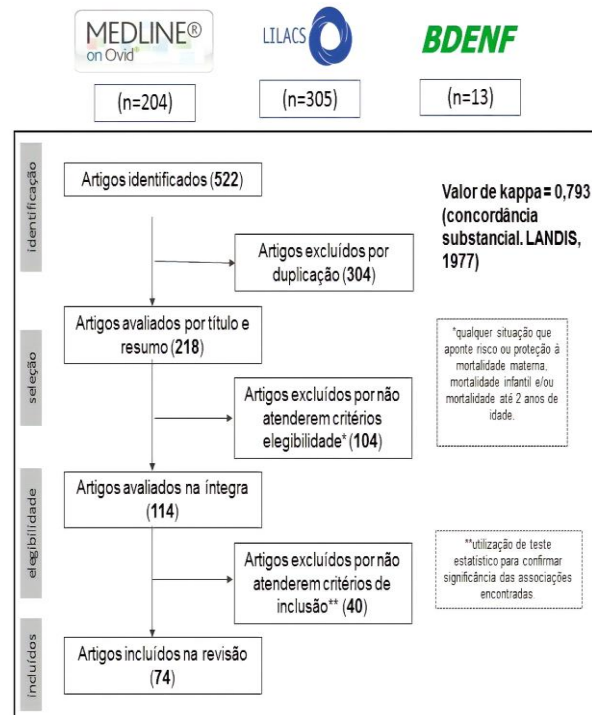 MEDLINE®
on Ovid®
LILACS
BDENF
(n=204)
(n=305)
(n=13)
identificação
Artigos identificados (522)
Valor de kappa = 0,793
(concordância
substancial. LANDIS,
1977)
Artigos excluídos por
duplicação (304)
seleção
Artigos avaliados por título e
resumo (218)
*qualquer situação que
aponte risco ou proteção à
mortalidade materna,
mortalidade infantil e/ou
mortalidade até 2 anos de
idade.
Artigos excluídos por não
atenderem critérios
elegibilidade* (104)
elegibilidade
Artigos avaliados na íntegra
(114)
Artigos excluídos por não
atenderem critérios de
inclusão** (40)
**utilização de teste
estatístico para confirmar
significância das associações
encontradas.
incluídos
Artigos incluídos na revisão
(74)